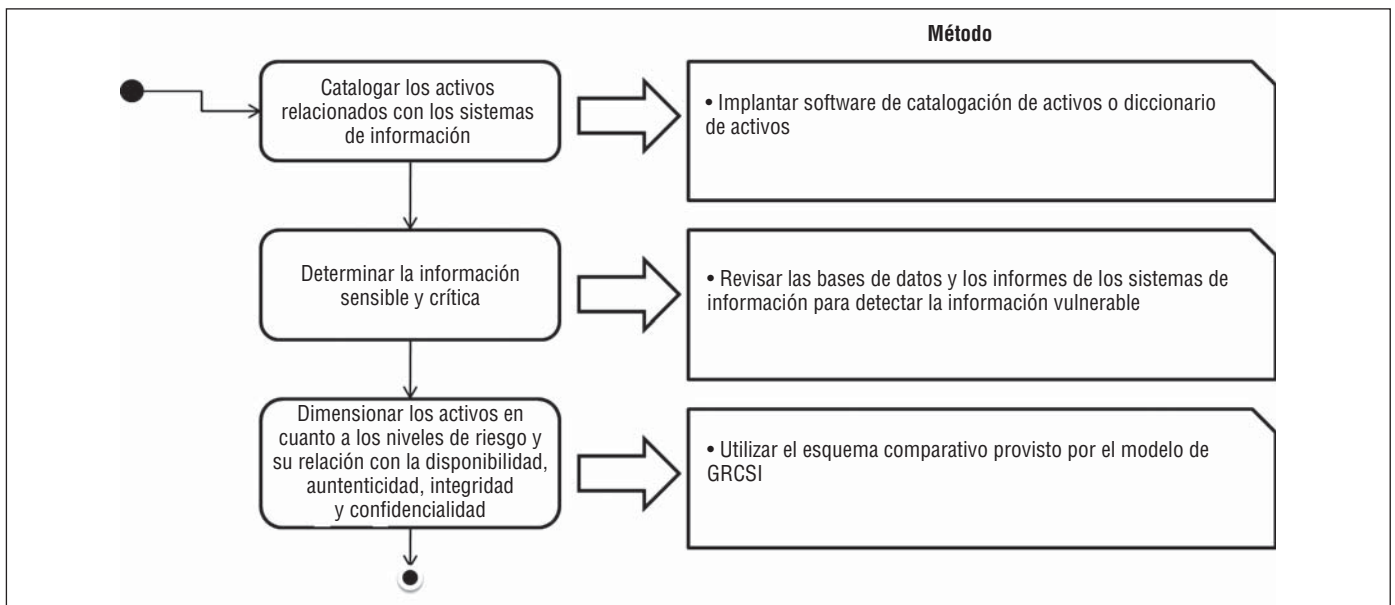 Método
Catalogar los activos
relacionados con los sistemas
de información
• Implantar software de catalogación de activos o diccionario
de activos
Determinar la información
sensible y crítica
• Revisar las bases de datos y los informes de los sistemas de
información para detectar la información vulnerable
Dimensionar los activos en
cuanto a los niveles de riesgo y
su relación con la disponibilidad,
auntenticidad, integridad
y confidencialidad
• Utilizar el esquema comparativo provisto por el modelo de
GRCSI